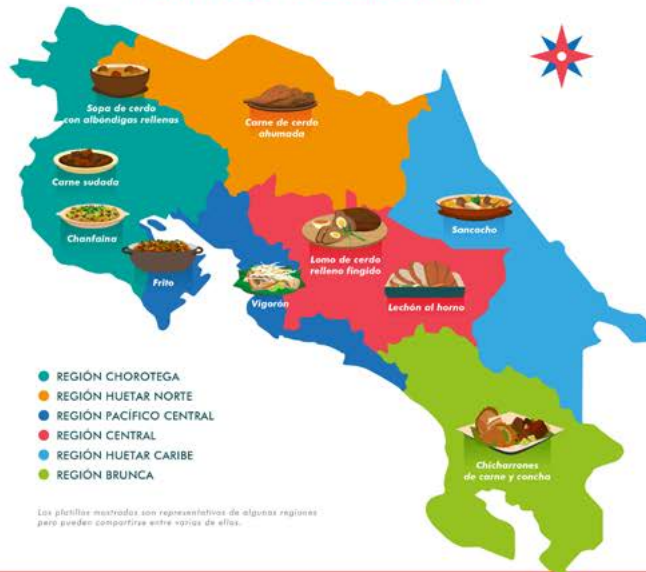 Sopa de cerdo
con albóndigas rellenas
Carne de cerdo
ahumada
Carne sudada
Chanfaina
Frito
Vigorón
Lomo de cerdo
relleno fingido
Sancocho
Lechón al horno
Chicharrones
de carne y concha
REGIÓN CHOROTEGA
REGIÓN HUETAR NORTE
REGIÓN PACÍFICO CENTRAL
REGIÓN CENTRAL
REGIÓN HUETAR CARIBE
REGIÓN BRUNCA
Los platillos mostrados son representativos de algunas regiones
pero pueden compartirse entre varias de ellas.